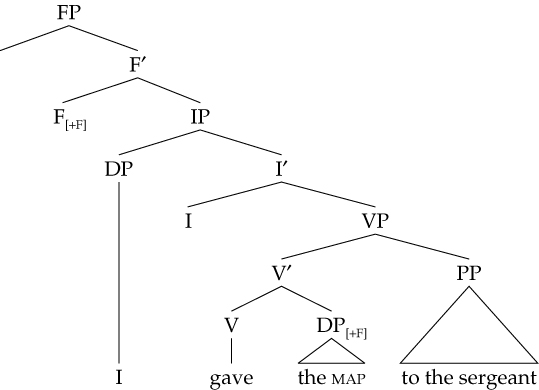 FP
F′
F[+F] IP
DP I′
I VP
V′ PP
V DP[+F]
I gave the MAP to the sergeant